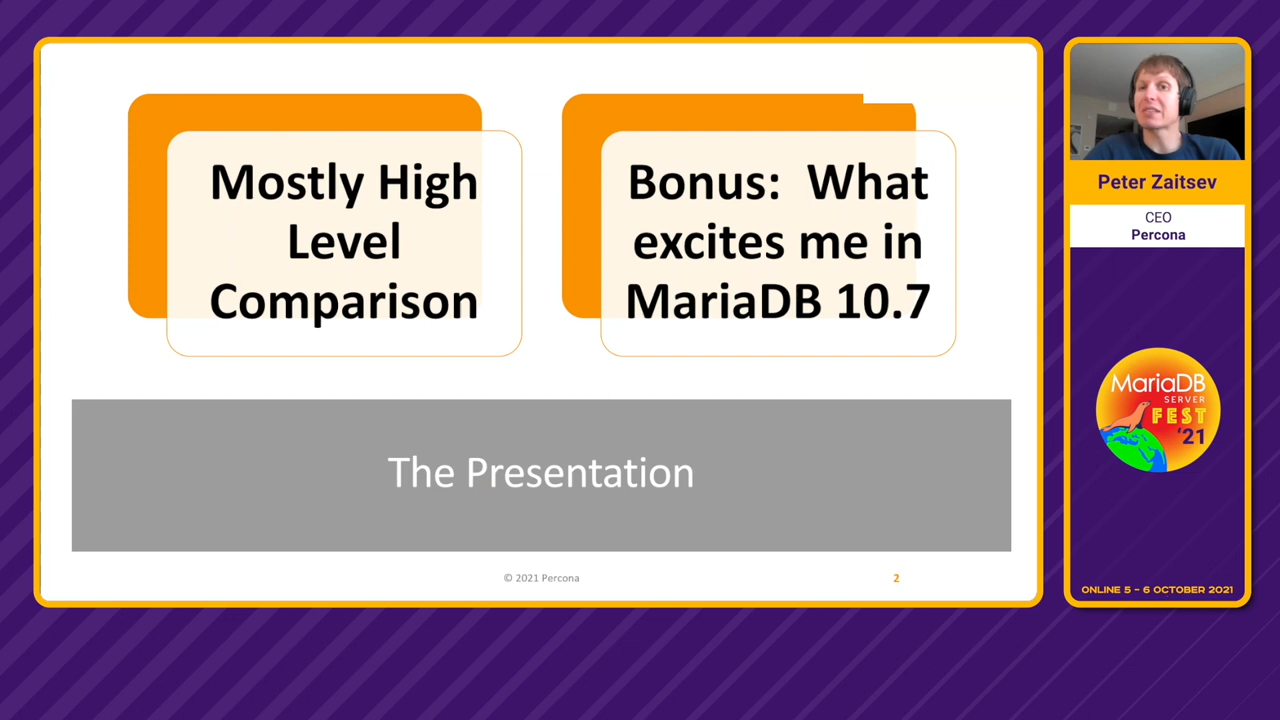 Mostly High
Level
Comparison
Bonus: What
excites me in
MariaDB 10.7
The Presentation
© 2021 Percona
2
Peter Zaitsev
CEO
Percona
MariaDB
SERVER
FEST
'21
ONLINE 5 – 6 OCTOBER 2021